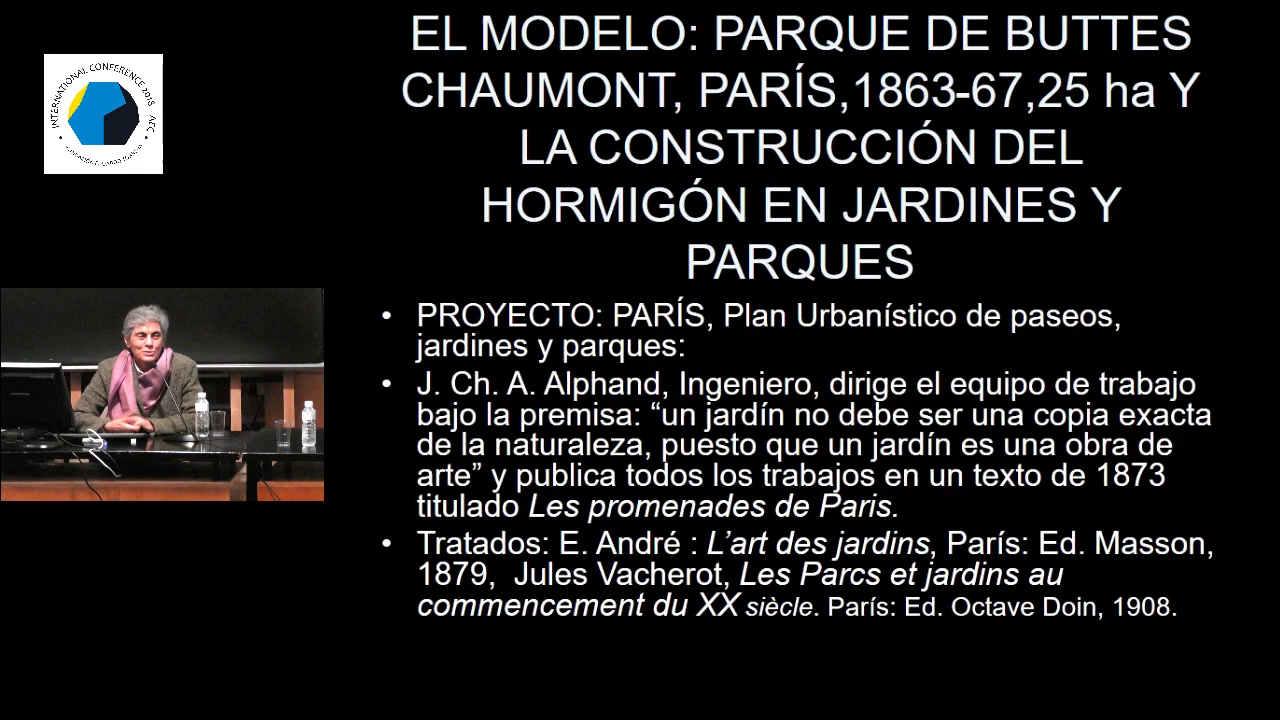 INTERNATIONAL CONFERENCE 2018 AEC
EL MODELO: PARQUE DE BUTTES
CHAUMONT, PARÍS,1863-67,25 ha Y
LA CONSTRUCCIÓN DEL
HORMIGÓN EN JARDINES Y
PARQUES
• PROYECTO: PARÍS, Plan Urbanístico de paseos,
jardines y parques:
• J. Ch. A. Alphand, Ingeniero, dirige el equipo de trabajo
bajo la premisa: “un jardín no debe ser una copia exacta
de la naturaleza, puesto que un jardín es una obra de
arte” y publica todos los trabajos en un texto de 1873
titulado Les promenades de Paris.
• Tratados: E. André : L’art des jardins, París: Ed. Masson,
1879,  Jules Vacherot, Les Parcs et jardins au
commencement du XX siècle. París: Ed. Octave Doin, 1908.